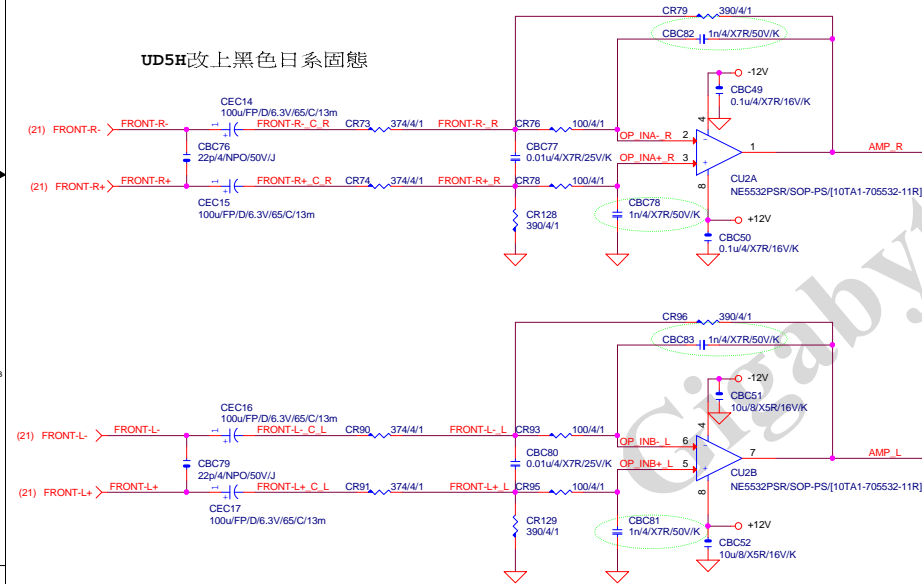 CR79 390/4/1
CBC82 1n/4/X7R/50V/K
UD5H改上黑色日系固態
-12V
CBC49
0.1u/4/X7R/16V/K
CEC14
100u/FP/D/6.3V/65/C/13m
(21) FRONT-R- FRONT-R- 1 + FRONT-R-_C_R CR73 374/4/1 FRONT-R-_R CR76 100/4/1 4
OP_INA-_R 2 - 1 AMP_R
CBC76
22p/4/NPO/50V/J
CBC77
0.01u/4/X7R/25V/K
OP_INA+_R 3 +
(21) FRONT-R+ FRONT-R+ 1 + FRONT-R+_C_R CR74 374/4/1 FRONT-R+_R CR78 100/4/1 8
CU2A
NE5532PSR/SOP-PS/[10TA1-705532-11R]
CEC15
100u/FP/D/6.3V/65/C/13m
CBC78
1n/4/X7R/50V/K
CR128
390/4/1
+12V
CBC50
0.1u/4/X7R/16V/K
Gigabyt
CR96 390/4/1
CBC83 1n/4/X7R/50V/K
-12V
CBC51
10u/8/X5R/16V/K
CEC16
100u/FP/D/6.3V/65/C/13m
(21) FRONT-L- FRONT-L- 1 + FRONT-L-_C_L CR90 374/4/1 FRONT-L-_L CR93 100/4/1 4
OP_INB-_L 6 - 7 AMP_L
CBC79
22p/4/NPO/50V/J
CBC80
0.01u/4/X7R/25V/K
OP_INB+_L 5 +
(21) FRONT-L+ FRONT-L+ 1 + FRONT-L+_C_L CR91 374/4/1 FRONT-L+_L CR95 100/4/1 8
CU2B
NE5532PSR/SOP-PS/[10TA1-705532-11R]
CEC17
100u/FP/D/6.3V/65/C/13m
CBC81
1n/4/X7R/50V/K
CR129
390/4/1
+12V
CBC52
10u/8/X5R/16V/K